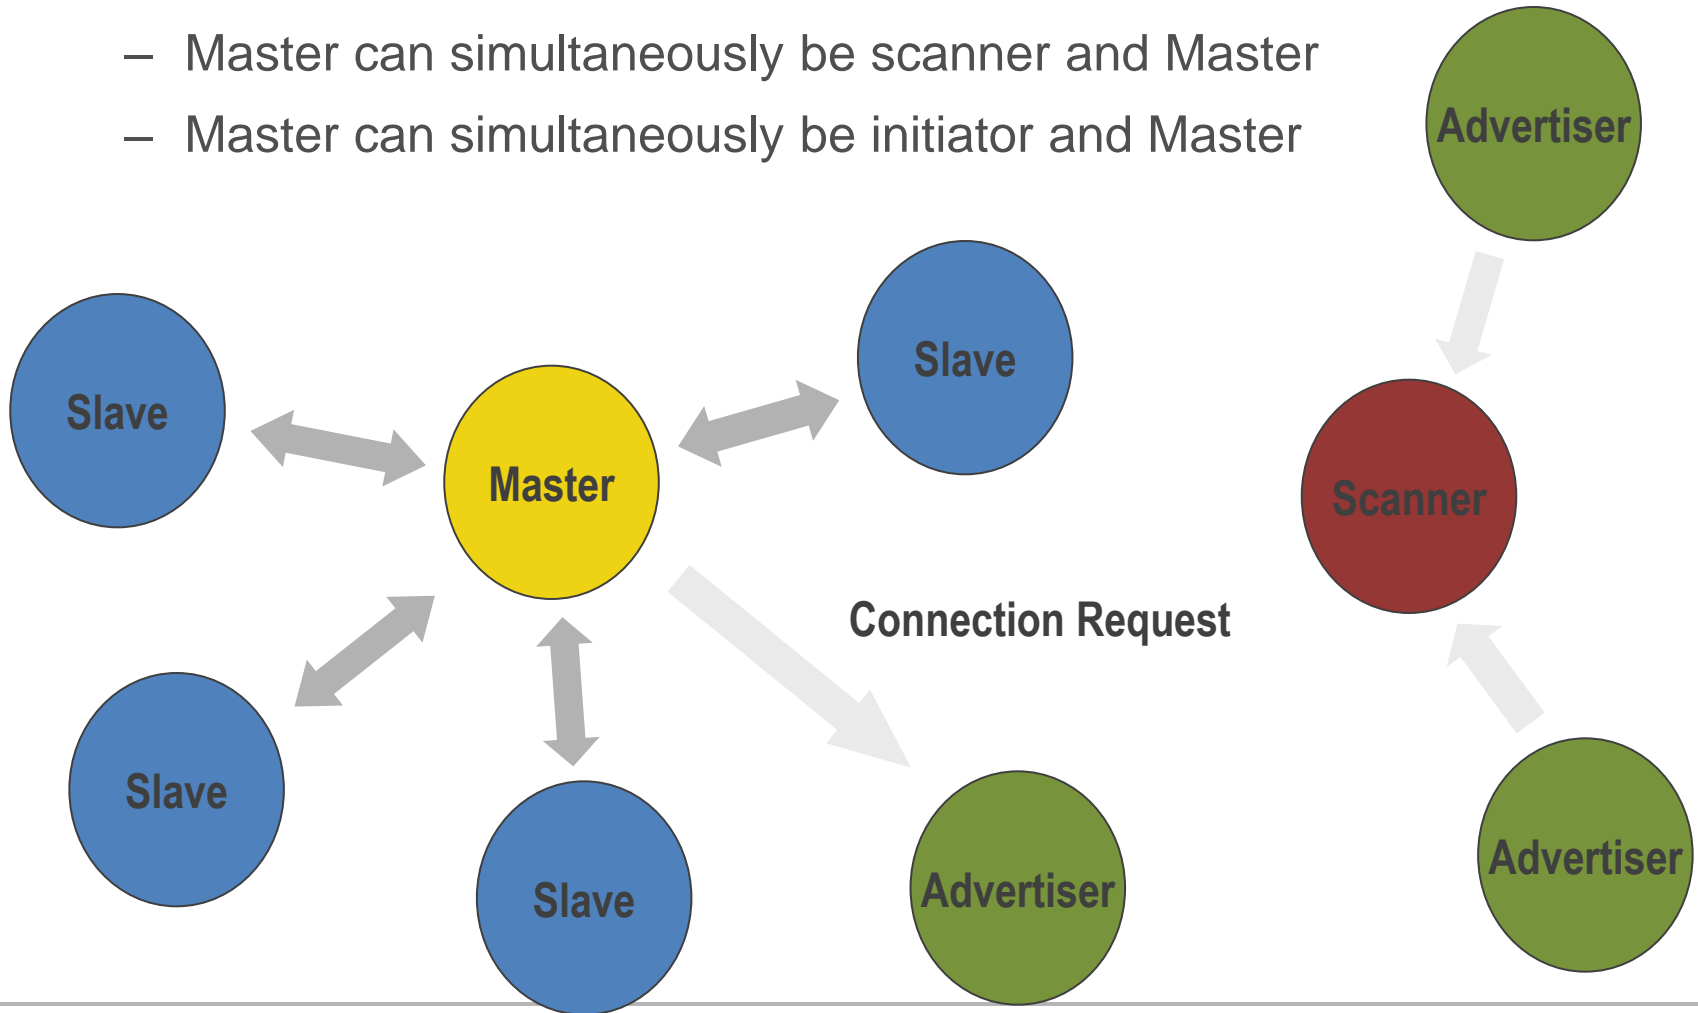 – Master can simultaneously be scanner and Master
– Master can simultaneously be initiator and Master
Advertiser
Slave
Slave
Master
Scanner
Connection Request
Slave
Slave
Advertiser
Advertiser